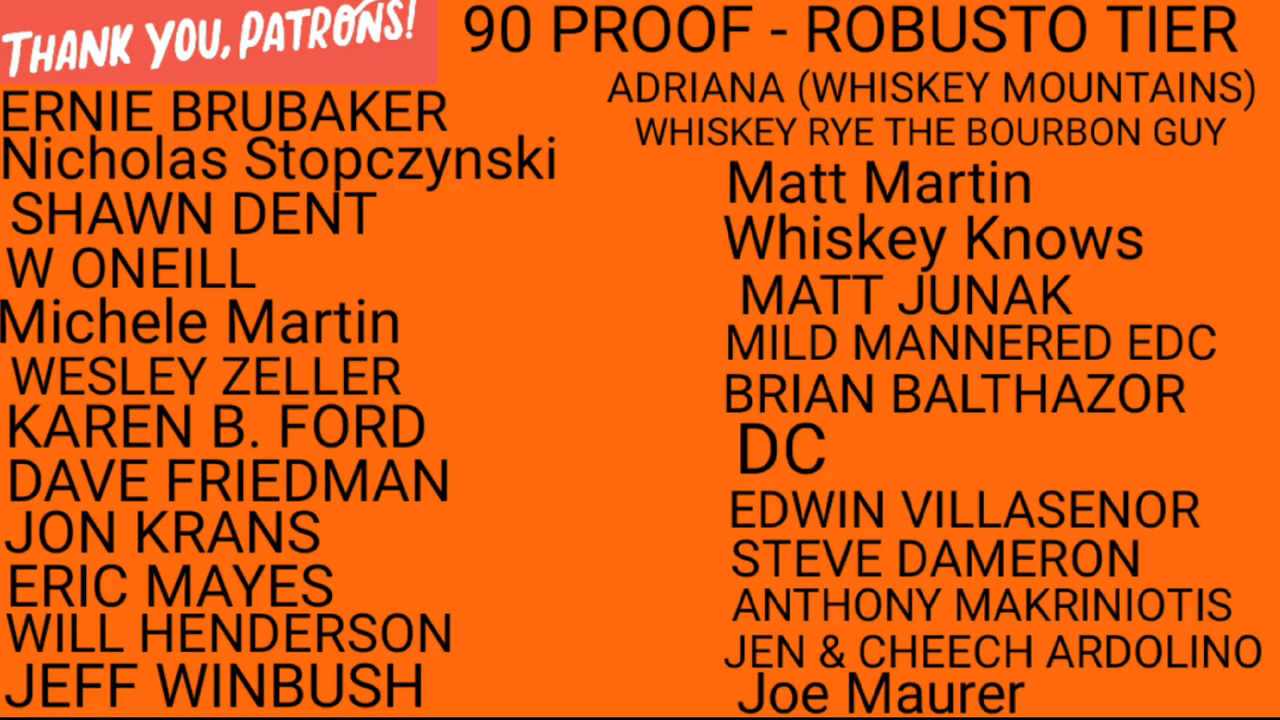 THANK YOU, PATRONS!
90 PROOF - ROBUSTO TIER
ERNIE BRUBAKER
Nicholas Stopczynski
SHAWN DENT
W ONEILL
Michele Martin
WESLEY ZELLER
KAREN B. FORD
DAVE FRIEDMAN
JON KRANS
ERIC MAYES
WILL HENDERSON
JEFF WINBUSH
ADRIANA (WHISKEY MOUNTAINS)
WHISKEY RYE THE BOURBON GUY
Matt Martin
Whiskey Knows
MATT JUNAK
MILD MANNERED EDC
BRIAN BALTHAZOR
DC
EDWIN VILLASENOR
STEVE DAMERON
ANTHONY MAKRINIOTIS
JEN & CHEECH ARDOLINO
Joe Maurer